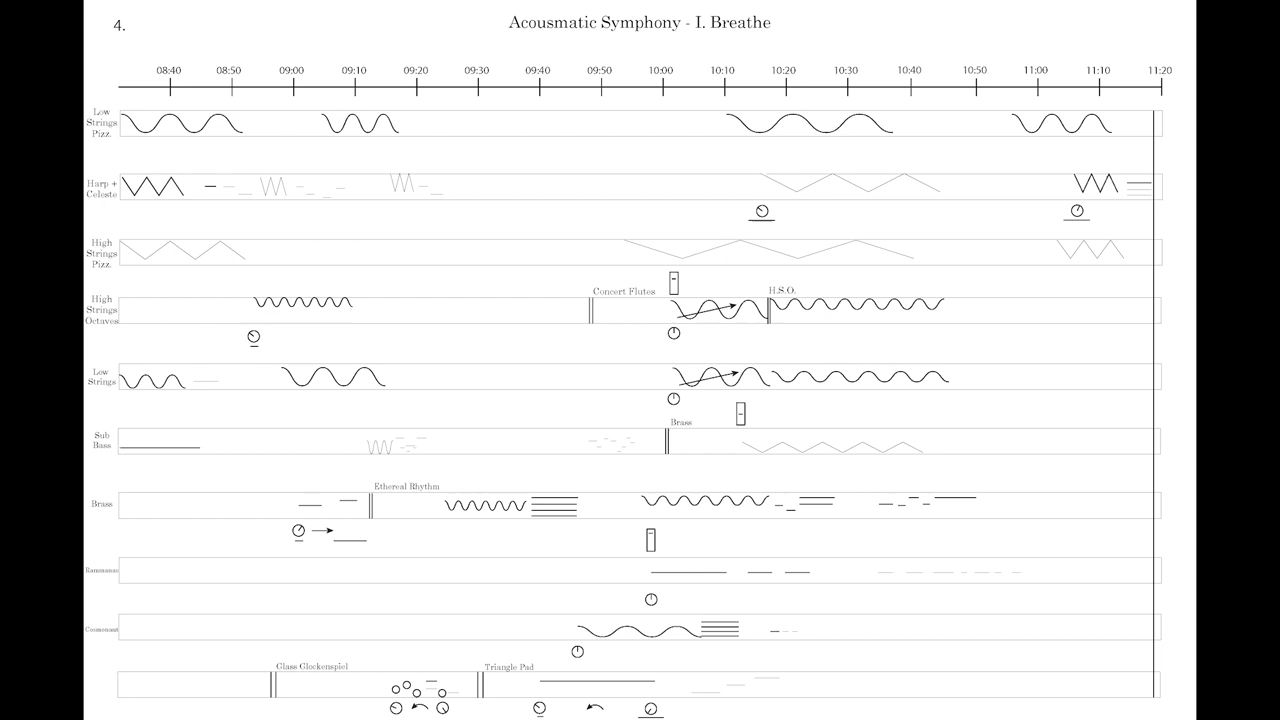 4.
Acousmatic Symphony - I. Breathe
08:40 08:50 09:00 09:10 09:20 09:30 09:40 09:50 10:00 10:10 10:20 10:30 10:40 10:50 11:00 11:10 11:20
Low
Strings
Pizz.
Harp +
Celeste
High
Strings
Pizz.
High
Strings
Octaves
Concert Flutes
H.S.O.
Low
Strings
Sub
Bass
Brass
Brass
Ethereal Rhythm
Rammanas
Cosmonaut
Glass Glockenspiel
Triangle Pad